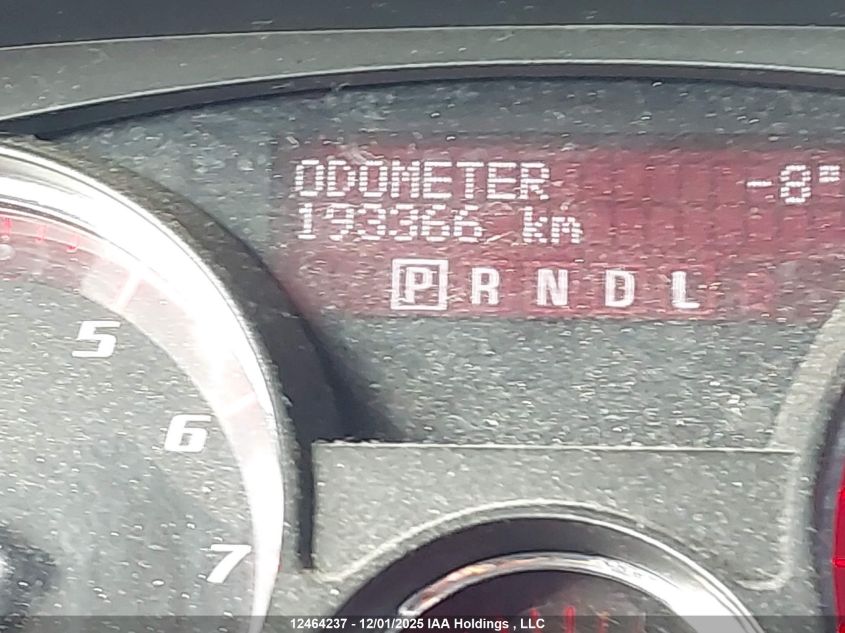 ODOMETER -8°
193366 km
P R N D L
5
6
7
12464237 - 12/01/2025 IAA Holdings , LLC